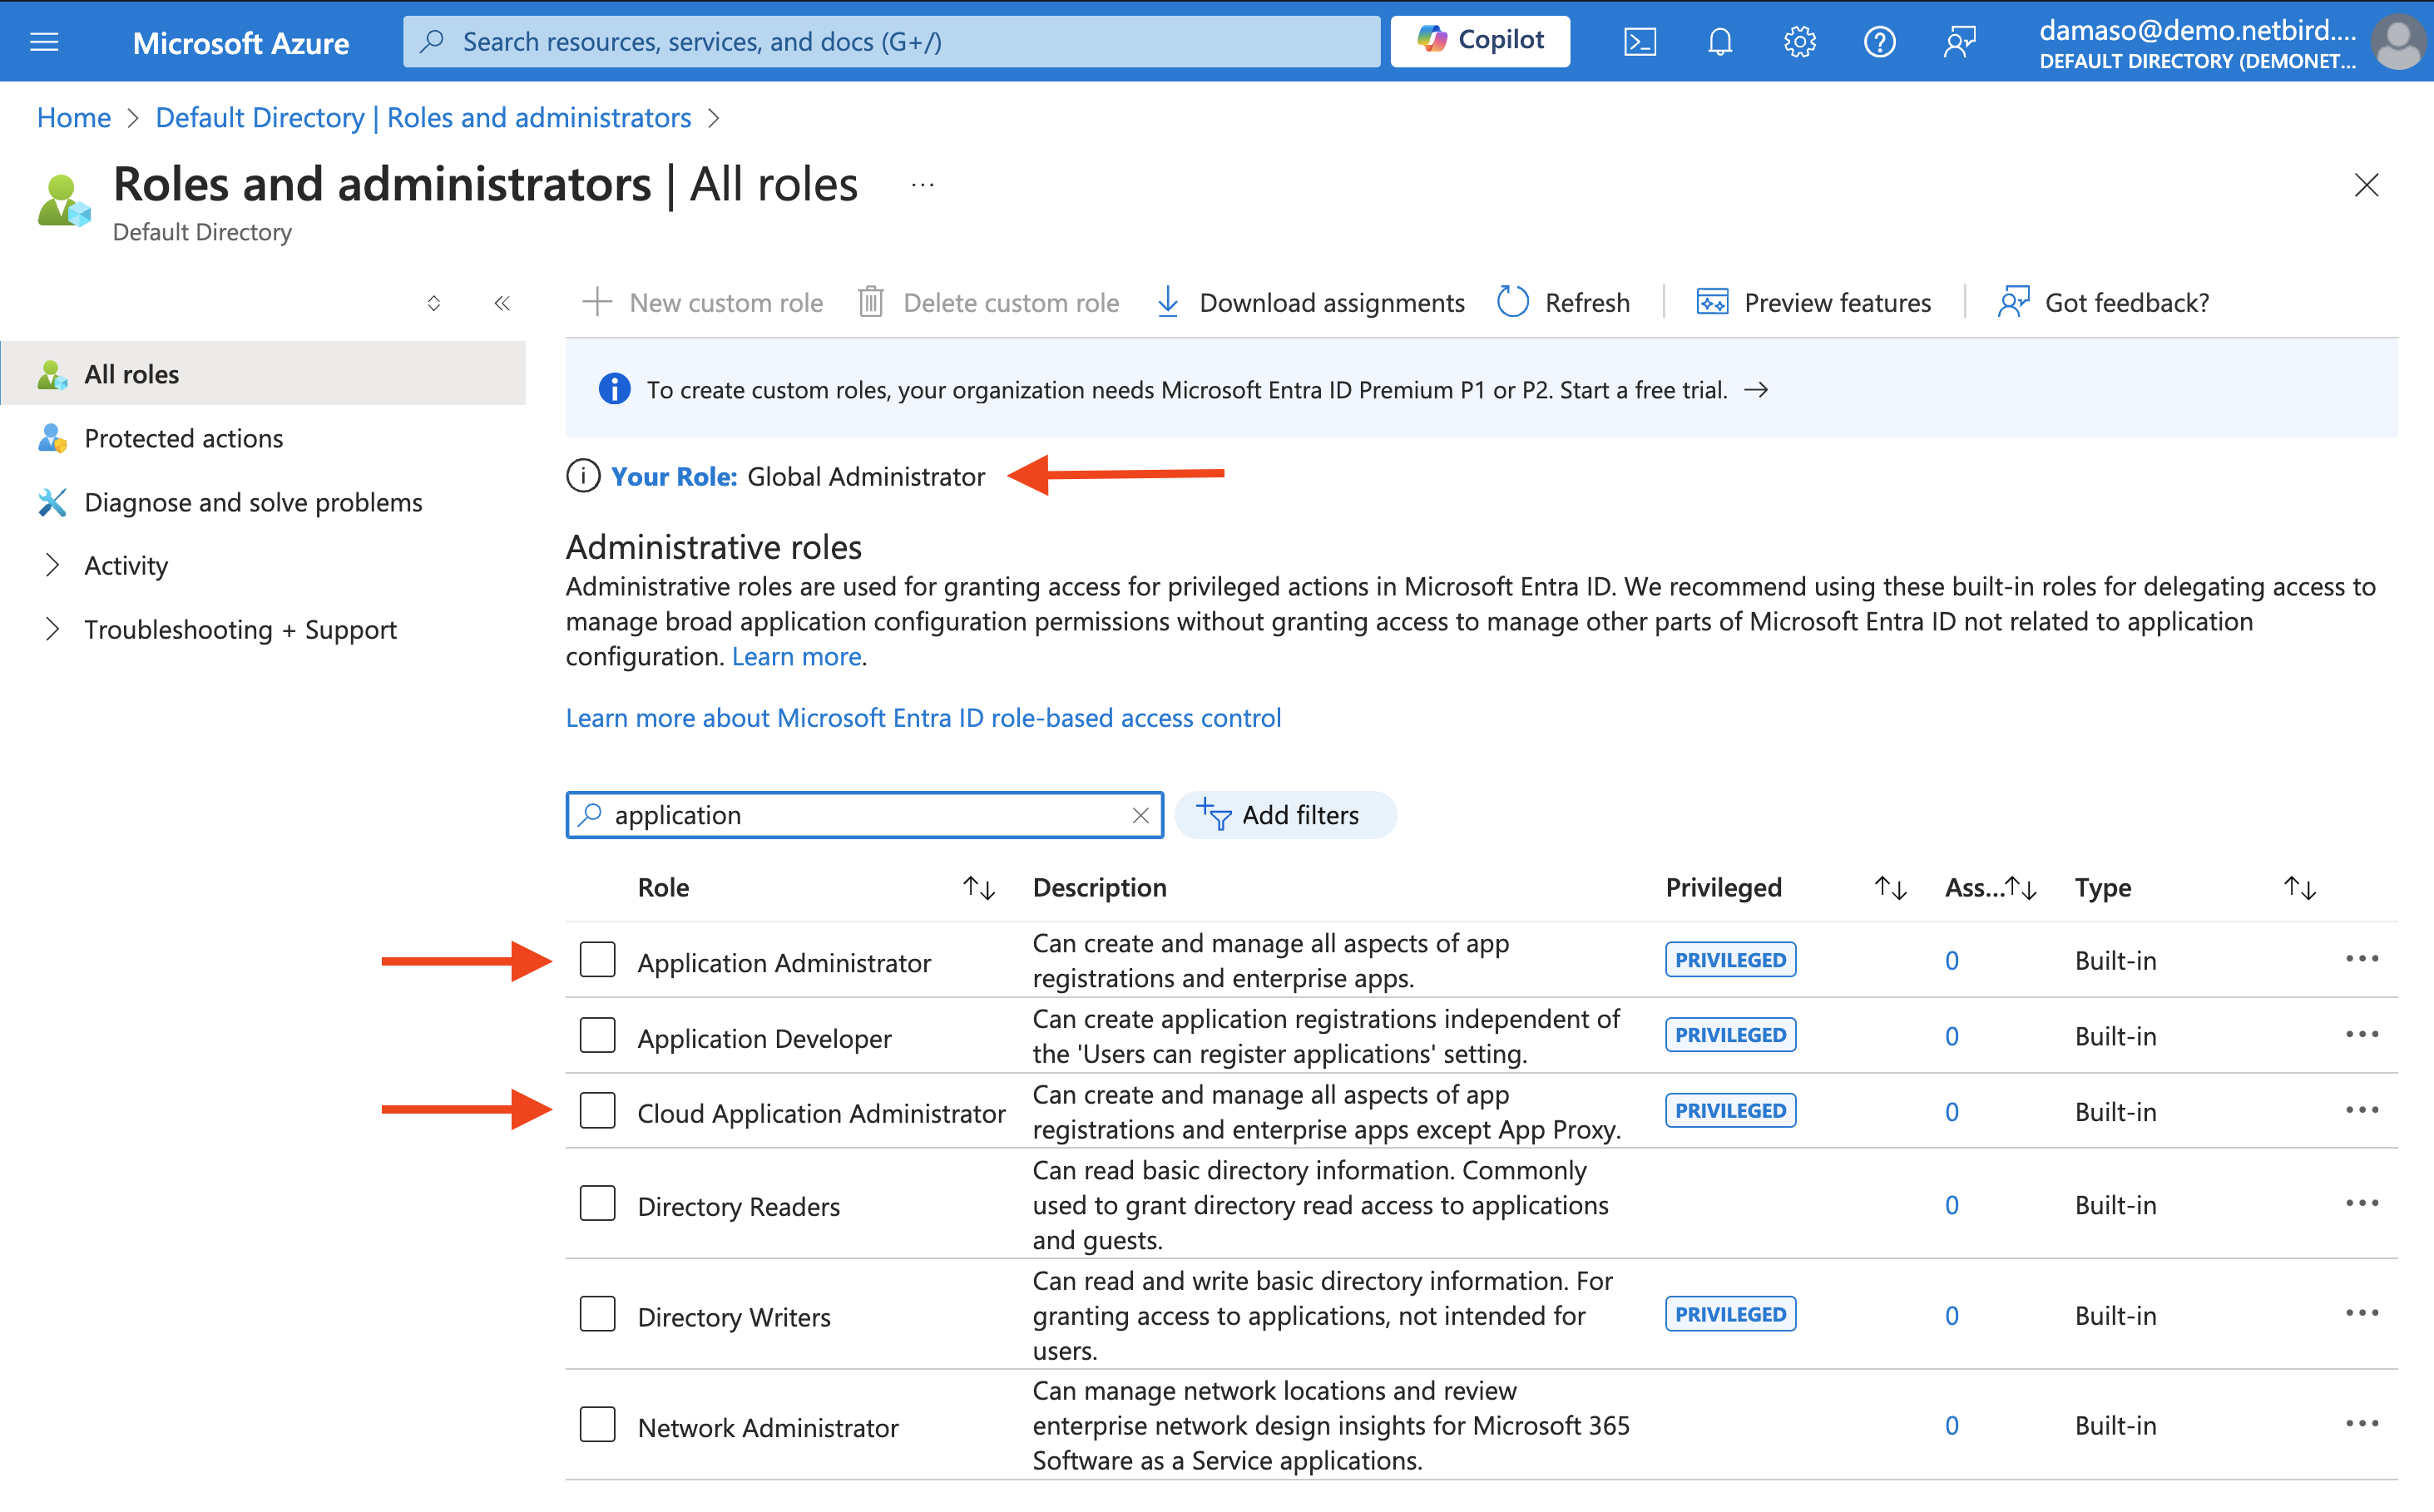 Microsoft Azure
Search resources, services, and docs (G+/)
Copilot
damaso@demo.netbird....
DEFAULT DIRECTORY (DEMONET...
Home > Default Directory | Roles and administrators >
Roles and administrators | All roles ...
Default Directory
New custom role
Delete custom role
Download assignments
Refresh
Preview features
Got feedback?
All roles
Protected actions
Diagnose and solve problems
Activity
Troubleshooting + Support
To create custom roles, your organization needs Microsoft Entra ID Premium P1 or P2. Start a free trial. →
Your Role: Global Administrator
Administrative roles
Administrative roles are used for granting access for privileged actions in Microsoft Entra ID. We recommend using these built-in roles for delegating access to
manage broad application configuration permissions without granting access to manage other parts of Microsoft Entra ID not related to application
configuration. Learn more.
Learn more about Microsoft Entra ID role-based access control
application
Add filters
Role Description Privileged Ass... Type
Application Administrator
Can create and manage all aspects of app
registrations and enterprise apps.
PRIVILEGED
0
Built-in
Application Developer
Can create application registrations independent of
the 'Users can register applications' setting.
PRIVILEGED
0
Built-in
Cloud Application Administrator
Can create and manage all aspects of app
registrations and enterprise apps except App Proxy.
PRIVILEGED
0
Built-in
Directory Readers
Can read basic directory information. Commonly
used to grant directory read access to applications
and guests.
0
Built-in
Directory Writers
Can read and write basic directory information. For
granting access to applications, not intended for
users.
PRIVILEGED
0
Built-in
Network Administrator
Can manage network locations and review
enterprise network design insights for Microsoft 365
Software as a Service applications.
0
Built-in